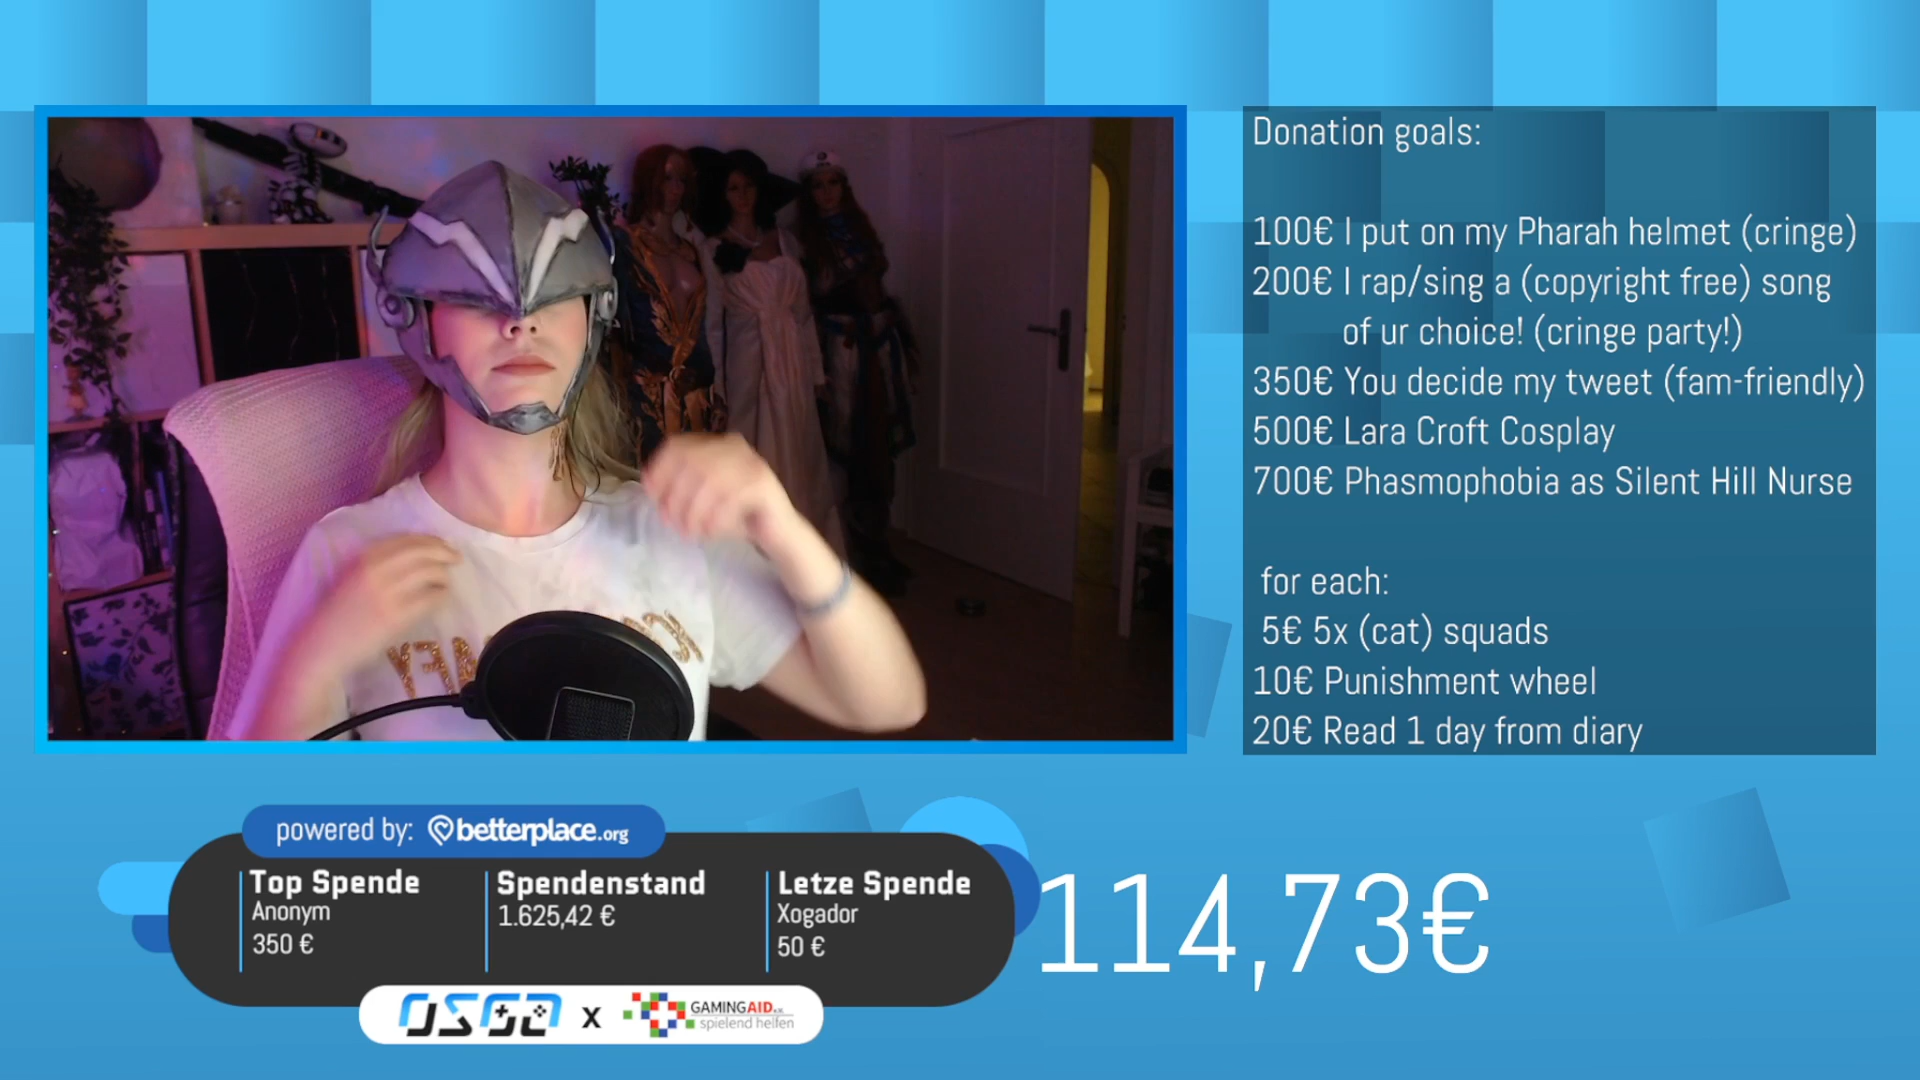 Donation goals:
100€ I put on my Pharah helmet (cringe)
200€ I rap/sing a (copyright free) song
of ur choice! (cringe party!)
350€ You decide my tweet (fam-friendly)
500€ Lara Croft Cosplay
700€ Phasmophobia as Silent Hill Nurse
for each:
5€ 5x (cat) squads
10€ Punishment wheel
20€ Read 1 day from diary
powered by: betterplace.org
Top Spende
Anonym
350 €
Spendenstand
1.625,42 €
Letze Spende
Xogador
50 €
114,73€
x
GAMINGAID e.V.
spielend helfen